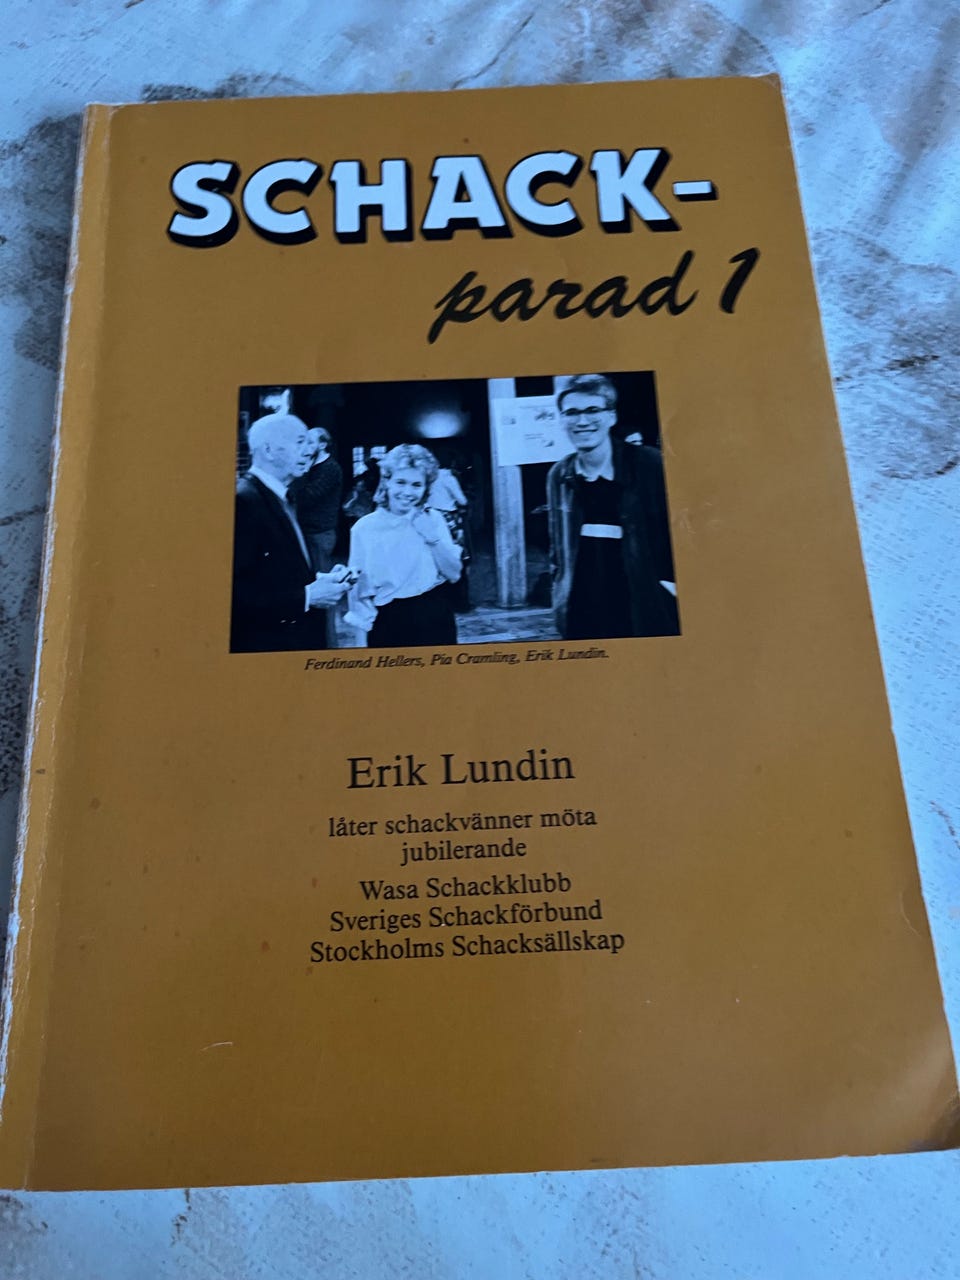 SCHACK-
parad 1
Ferdinand Hellers, Pia Cramling, Erik Lundin.
Erik Lundin
låter schackvänner möta
jubilerande
Wasa Schackklubb
Sveriges Schackförbund
Stockholms Schacksällskap